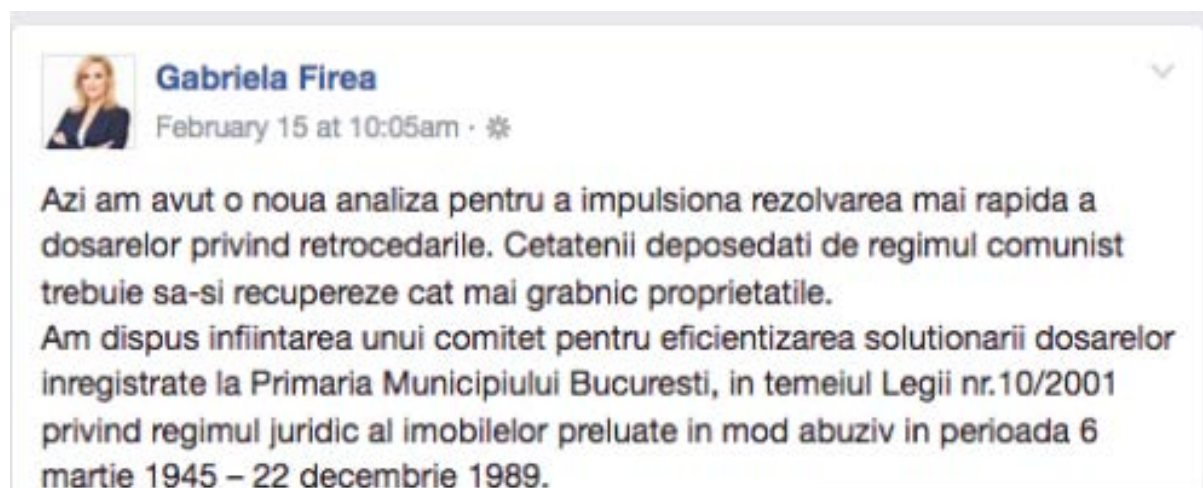 Gabriela Firea
February 15 at 10:05am ·
Azi am avut o noua analiza pentru a impulsiona rezolvarea mai rapida a
dosarelor privind retrocedarile. Cetatenii deposedati de regimul comunist
trebuie sa-si recupereze cat mai grabnic proprietatile.
Am dispus infiintarea unui comitet pentru eficientizarea solutionarii dosarelor
inregistrate la Primaria Municipiului Bucuresti, in temeiul Legii nr.10/2001
privind regimul juridic al imobilelor preluate in mod abuziv in perioada 6
martie 1945 – 22 decembrie 1989.